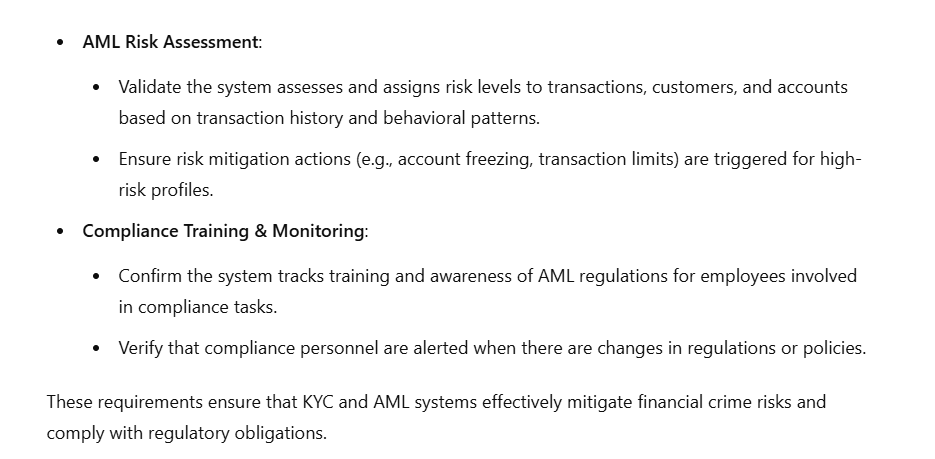 • AML Risk Assessment:
• Validate the system assesses and assigns risk levels to transactions, customers, and accounts
based on transaction history and behavioral patterns.
• Ensure risk mitigation actions (e.g., account freezing, transaction limits) are triggered for high-
risk profiles.
• Compliance Training & Monitoring:
• Confirm the system tracks training and awareness of AML regulations for employees involved
in compliance tasks.
• Verify that compliance personnel are alerted when there are changes in regulations or policies.
These requirements ensure that KYC and AML systems effectively mitigate financial crime risks and
comply with regulatory obligations.